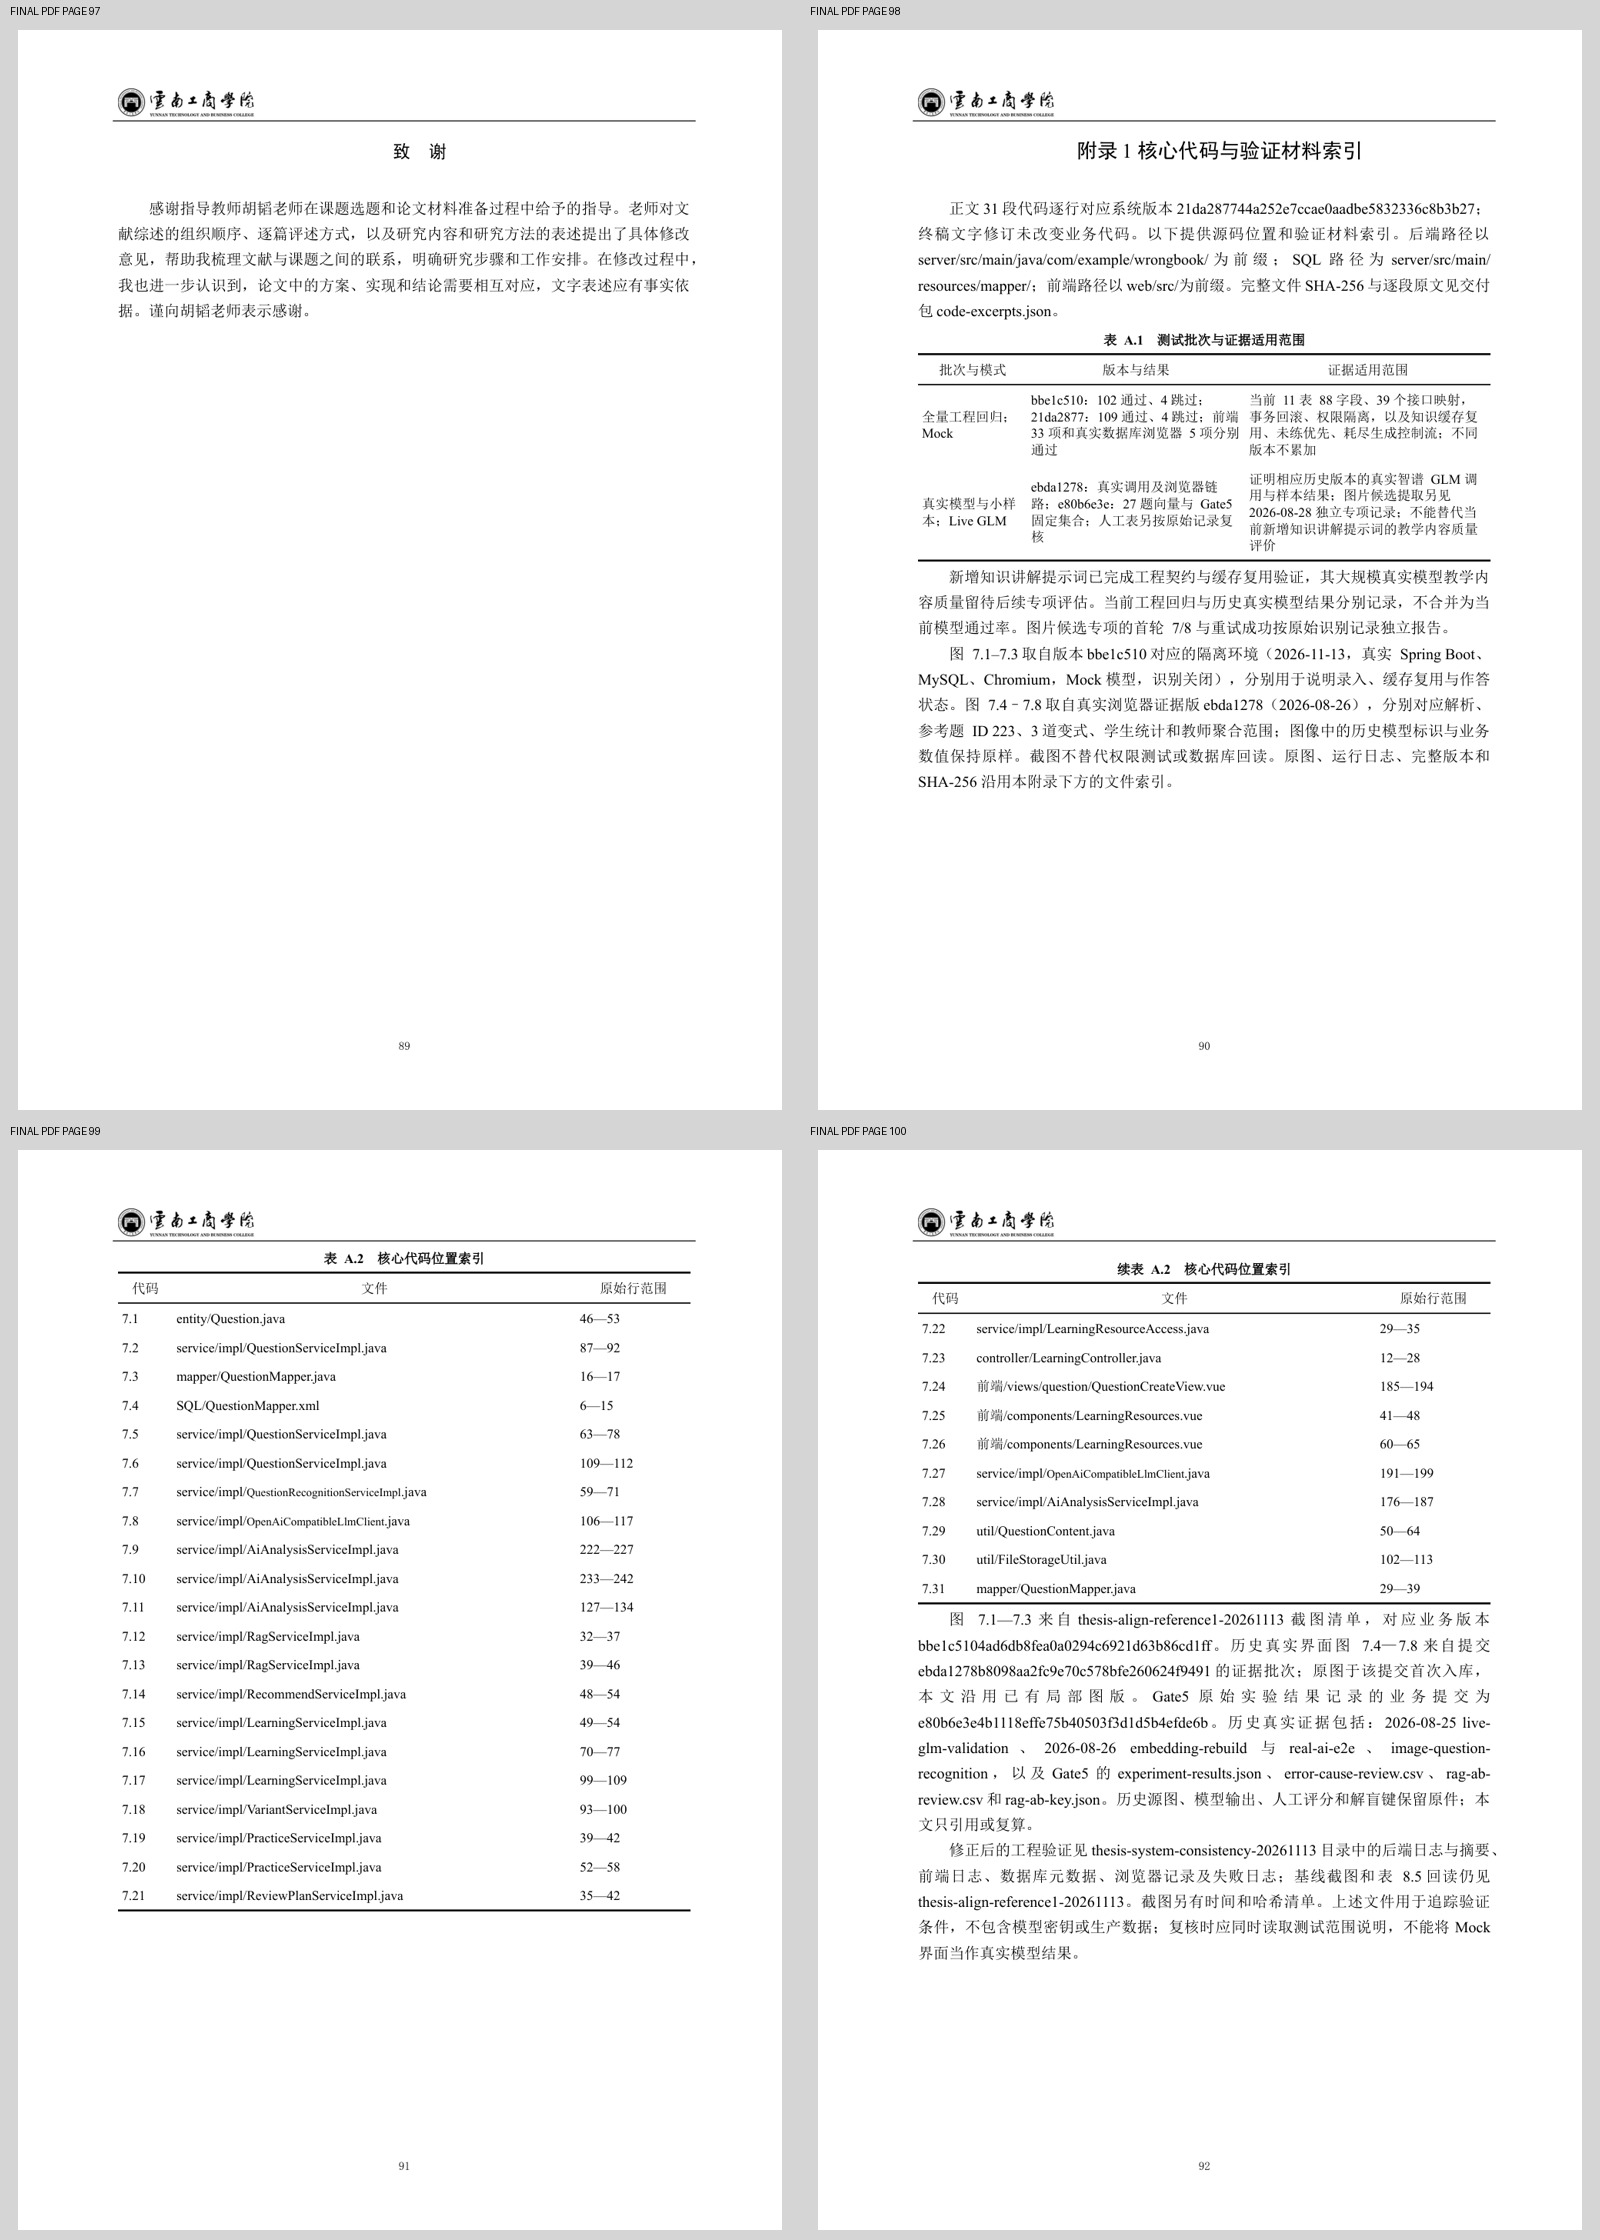 FINAL PDF PAGE 97
雲南工商學院
YUNNAN TECHNOLOGY AND BUSINESS COLLEGE
致 谢
感谢指导教师胡韬老师在课题选题和论文材料准备过程中给予的指导。老师对文
献综述的组织顺序、逐篇评述方式，以及研究内容和研究方法的表述提出了具体修改
意见，帮助我梳理文献与课题之间的联系，明确研究步骤和工作安排。在修改过程中，
我也进一步认识到，论文中的方案、实现和结论需要相互对应，文字表述应有事实依
据。谨向胡韬老师表示感谢。
89
FINAL PDF PAGE 98
雲南工商學院
YUNNAN TECHNOLOGY AND BUSINESS COLLEGE
附录 1 核心代码与验证材料索引
正文 31 段代码逐行对应系统版本 21da287744a252e7ccae0aadbe5832336c8b3b27；
终稿文字修订未改变业务代码。以下提供源码位置和验证材料索引。后端路径以
server/src/main/java/com/example/wrongbook/ 为前缀；SQL 路径为 server/src/main/
resources/mapper/；前端路径以 web/src/为前缀。完整文件 SHA-256 与逐段原文见交付
包 code-excerpts.json。
表 A.1 测试批次与证据适用范围
批次与模式 版本与结果 证据适用范围
全量工程回归；
Mock
bbe1c510：102 通过、4 跳过；
21da2877：109 通过、4 跳过；前端
33 项和真实数据库浏览器 5 项分别
通过
当前 11 表 88 字段、39 个接口映射，
事务回滚、权限隔离，以及知识缓存复
用、未练优先、耗尽生成控制流；不同
版本不累加
真实模型与小样
本；Live GLM
ebda1278：真实调用及浏览器链
路；e80b6e3e：27 题向量与 Gate5
固定集合；人工表另按原始记录复
核
证明相应历史版本的真实智谱 GLM 调
用与样本结果；图片候选提取另见
2026-08-28 独立专项记录；不能替代当
前新增知识讲解提示词的教学内容质量
评价
新增知识讲解提示词已完成工程契约与缓存复用验证，其大规模真实模型教学内
容质量留待后续专项评估。当前工程回归与历史真实模型结果分别记录，不合并为当
前模型通过率。图片候选专项的首轮 7/8 与重试成功按原始识别记录独立报告。
图 7.1–7.3 取自版本 bbe1c510 对应的隔离环境（2026-11-13，真实 Spring Boot、
MySQL、Chromium，Mock 模型，识别关闭），分别用于说明录入、缓存复用与作答
状态。图 7.4–7.8 取自真实浏览器证据版 ebda1278（2026-08-26），分别对应解析、
参考题 ID 223、3 道变式、学生统计和教师聚合范围；图像中的历史模型标识与业务
数值保持原样。截图不替代权限测试或数据库回读。原图、运行日志、完整版本和
SHA-256 沿用本附录下方的文件索引。
90
FINAL PDF PAGE 99
雲南工商學院
YUNNAN TECHNOLOGY AND BUSINESS COLLEGE
表 A.2 核心代码位置索引
代码 文件 原始行范围
7.1 entity/Question.java 46—53
7.2 service/impl/QuestionServiceImpl.java 87—92
7.3 mapper/QuestionMapper.java 16—17
7.4 SQL/QuestionMapper.xml 6—15
7.5 service/impl/QuestionServiceImpl.java 63—78
7.6 service/impl/QuestionServiceImpl.java 109—112
7.7 service/impl/QuestionRecognitionServiceImpl.java 59—71
7.8 service/impl/OpenAiCompatibleLlmClient.java 106—117
7.9 service/impl/AiAnalysisServiceImpl.java 222—227
7.10 service/impl/AiAnalysisServiceImpl.java 233—242
7.11 service/impl/AiAnalysisServiceImpl.java 127—134
7.12 service/impl/RagServiceImpl.java 32—37
7.13 service/impl/RagServiceImpl.java 39—46
7.14 service/impl/RecommendServiceImpl.java 48—54
7.15 service/impl/LearningServiceImpl.java 49—54
7.16 service/impl/LearningServiceImpl.java 70—77
7.17 service/impl/LearningServiceImpl.java 99—109
7.18 service/impl/VariantServiceImpl.java 93—100
7.19 service/impl/PracticeServiceImpl.java 39—42
7.20 service/impl/PracticeServiceImpl.java 52—58
7.21 service/impl/ReviewPlanServiceImpl.java 35—42
91
FINAL PDF PAGE 100
雲南工商學院
YUNNAN TECHNOLOGY AND BUSINESS COLLEGE
续表 A.2 核心代码位置索引
代码 文件 原始行范围
7.22 service/impl/LearningResourceAccess.java 29—35
7.23 controller/LearningController.java 12—28
7.24 前端/views/question/QuestionCreateView.vue 185—194
7.25 前端/components/LearningResources.vue 41—48
7.26 前端/components/LearningResources.vue 60—65
7.27 service/impl/OpenAiCompatibleLlmClient.java 191—199
7.28 service/impl/AiAnalysisServiceImpl.java 176—187
7.29 util/QuestionContent.java 50—64
7.30 util/FileStorageUtil.java 102—113
7.31 mapper/QuestionMapper.java 29—39
图 7.1—7.3 来自 thesis-align-reference1-20261113 截图清单，对应业务版本
bbe1c5104ad6db8fea0a0294c6921d63b86cd1ff。历史真实界面图 7.4—7.8 来自提交
ebda1278b8098aa2fc9e70c578bfe260624f9491 的证据批次；原图于该提交首次入库，
本文沿用已有局部图版。Gate5 原始实验结果记录的业务提交为
e80b6e3e4b1118effe75b40503f3d1d5b4efde6b。历史真实证据包括：2026-08-25 live-
glm-validation 、 2026-08-26 embedding-rebuild 与 real-ai-e2e 、 image-question-
recognition，以及 Gate5 的 experiment-results.json、error-cause-review.csv、rag-ab-
review.csv 和 rag-ab-key.json。历史源图、模型输出、人工评分和解盲键保留原件；本
文只引用或复算。
修正后的工程验证见 thesis-system-consistency-20261113 目录中的后端日志与摘要、
前端日志、数据库元数据、浏览器记录及失败日志；基线截图和表 8.5 回读仍见
thesis-align-reference1-20261113。截图另有时间和哈希清单。上述文件用于追踪验证
条件，不包含模型密钥或生产数据；复核时应同时读取测试范围说明，不能将 Mock
界面当作真实模型结果。
92